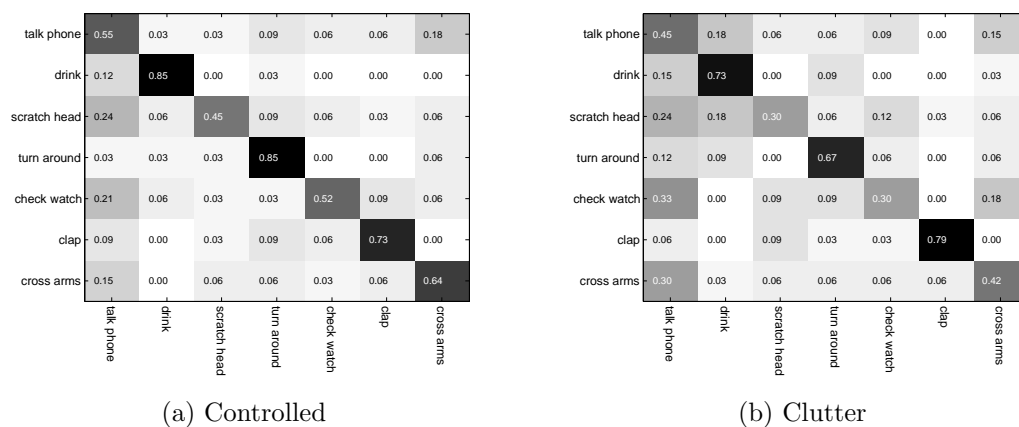 talk phone 0.55 0.03 0.03 0.09 0.06 0.06 0.18
drink 0.12 0.85 0.00 0.03 0.00 0.00 0.00
scratch head 0.24 0.06 0.45 0.09 0.06 0.03 0.06
turn around 0.03 0.03 0.03 0.85 0.00 0.00 0.06
check watch 0.21 0.06 0.03 0.03 0.52 0.09 0.06
clap 0.09 0.00 0.03 0.09 0.06 0.73 0.00
cross arms 0.15 0.00 0.06 0.06 0.03 0.06 0.64
talk phone
drink
scratch head
turn around
check watch
clap
cross arms
(a) Controlled
talk phone 0.45 0.18 0.06 0.06 0.09 0.00 0.15
drink 0.15 0.73 0.00 0.09 0.00 0.00 0.03
scratch head 0.24 0.18 0.30 0.06 0.12 0.03 0.06
turn around 0.12 0.09 0.00 0.67 0.06 0.00 0.06
check watch 0.33 0.00 0.09 0.09 0.30 0.00 0.18
clap 0.06 0.00 0.09 0.03 0.03 0.79 0.00
cross arms 0.30 0.03 0.06 0.06 0.06 0.06 0.42
talk phone
drink
scratch head
turn around
check watch
clap
cross arms
(b) Clutter